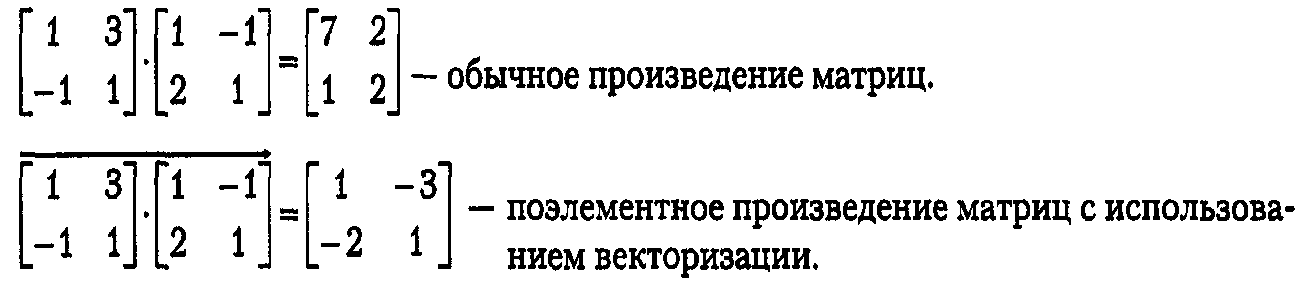 [1 3; -1 1] · [1 -1; 2 1] = [7 2; 1 2] — обычное произведение матриц.
[1 3; -1 1] · [1 -1; 2 1] = [1 -3; -2 1] — поэлементное произведение матриц с использова-
нием векторизации.